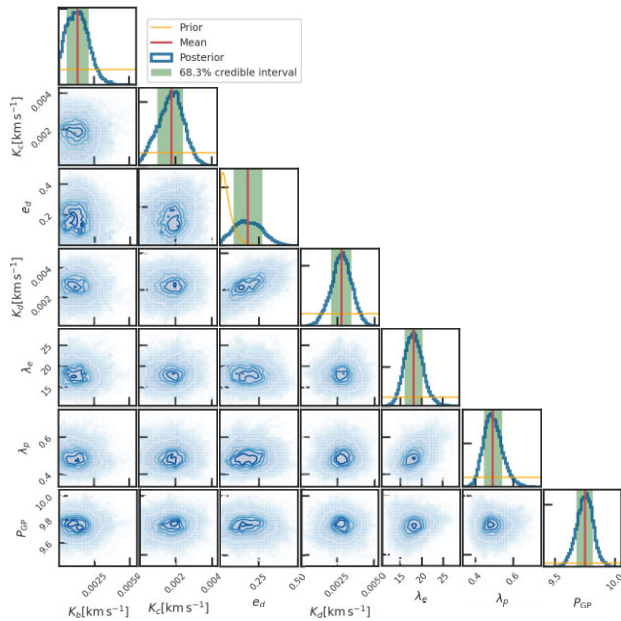 Prior
Mean
Posterior
68.3% credible interval
K_c[km s⁻¹]
0.004
0.002
e_d
0.4
0.2
K_d[km s⁻¹]
0.004
0.002
λ_e
25
20
15
λ_p
0.6
0.4
P_GP
10.0
9.8
9.6
0.0025 0.0050 0.002 0.004 0.25 0.50 0.0025 0.0050 15 20 25 0.4 0.6 9.5 10.0
K_b[km s⁻¹] K_c[km s⁻¹] e_d K_d[km s⁻¹] λ_e λ_p P_GP